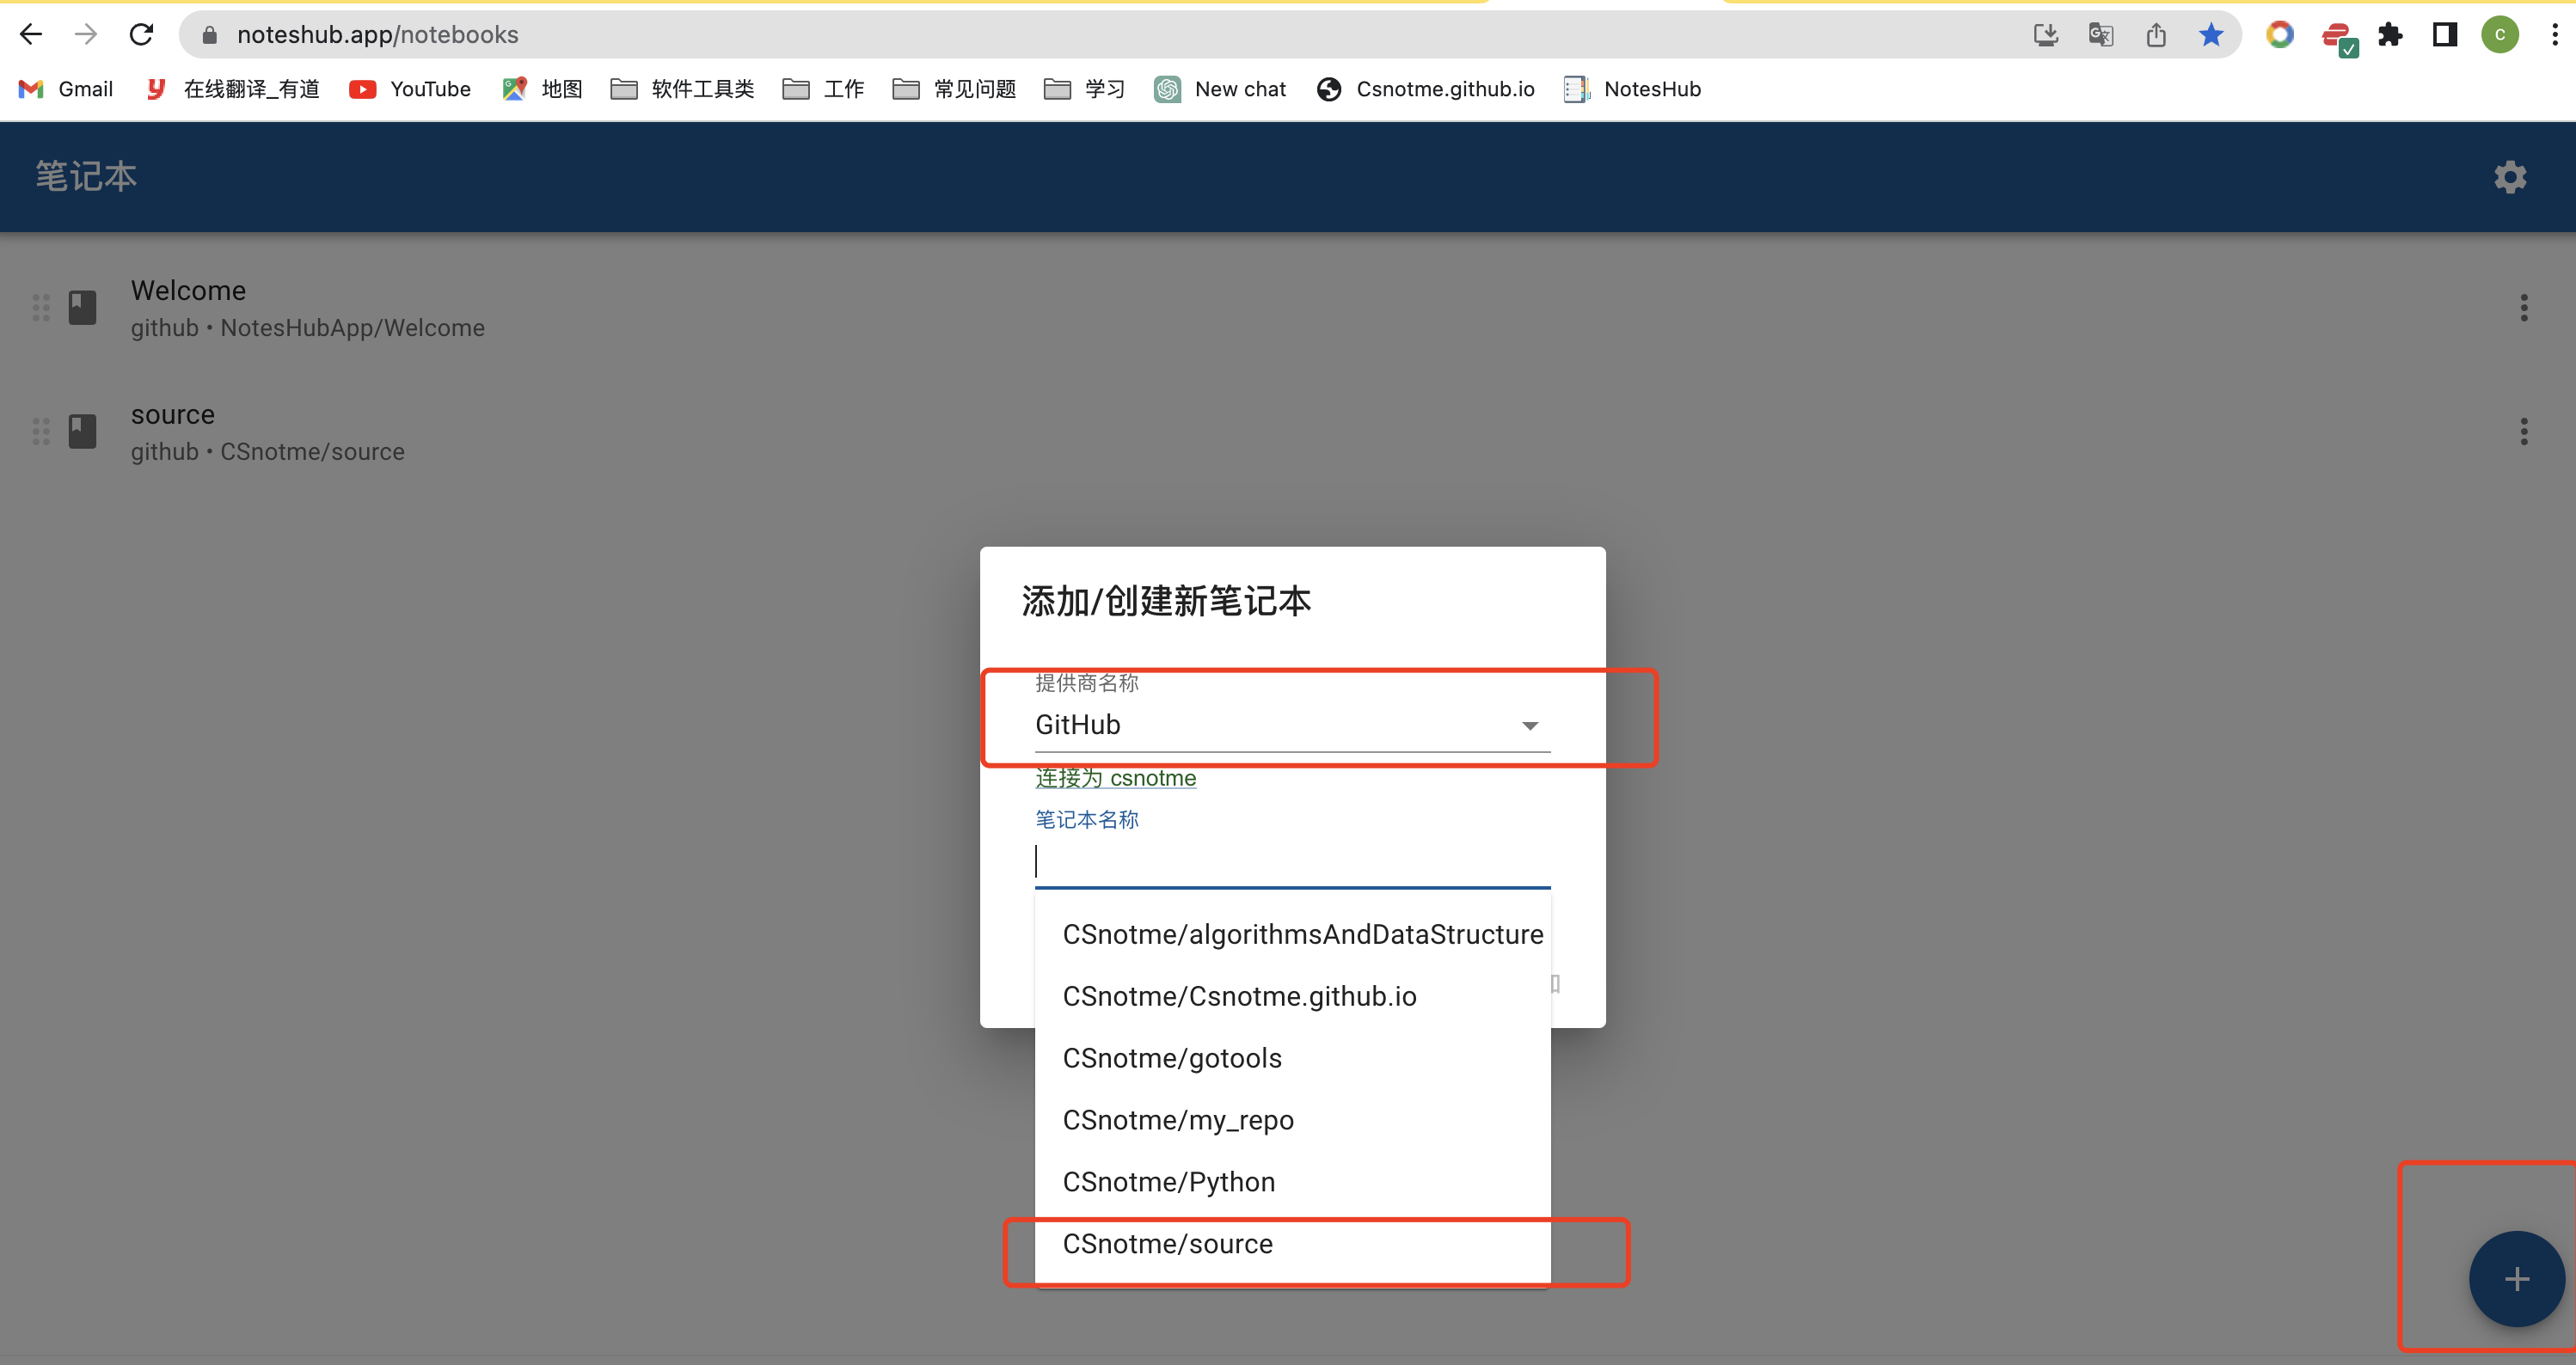 noteshub.app/notebooks
C
Gmail
在线翻译_有道
YouTube
地图
软件工具类
工作
常见问题
学习
New chat
Csnotme.github.io
NotesHub
笔记本
Welcome
github • NotesHubApp/Welcome
source
github • CSnotme/source
添加/创建新笔记本
提供商名称
GitHub
连接为 csnotme
笔记本名称
CSnotme/algorithmsAndDataStructure
CSnotme/Csnotme.github.io
CSnotme/gotools
CSnotme/my_repo
CSnotme/Python
CSnotme/source